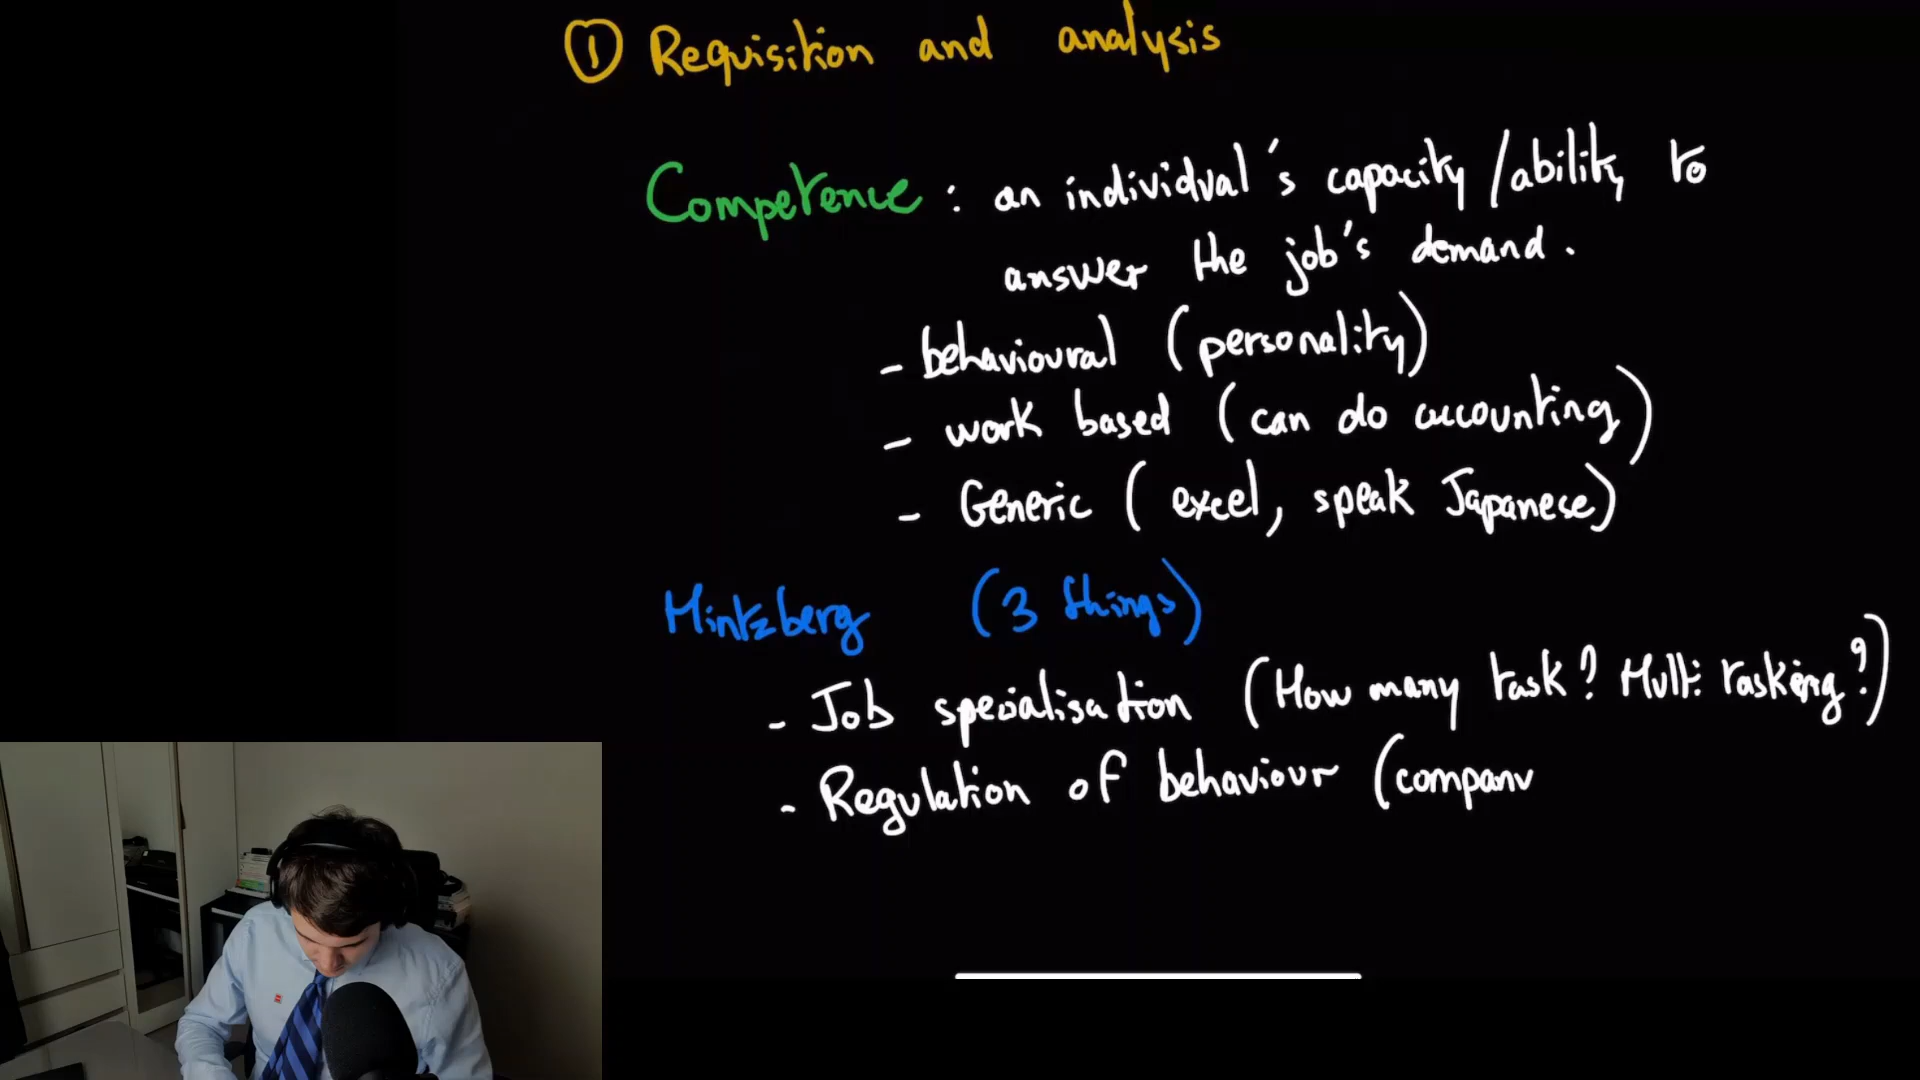 ① Requisition and analysis
Competence : an individual's capacity /ability to
answer the job's demand.
- behavioural (personality)
- work based (can do accounting)
- Generic ( excel, speak Japanese)
Mintzberg (3 things)
- Job specialisation (How many task? Multi tasking?)
- Regulation of behaviour (compan